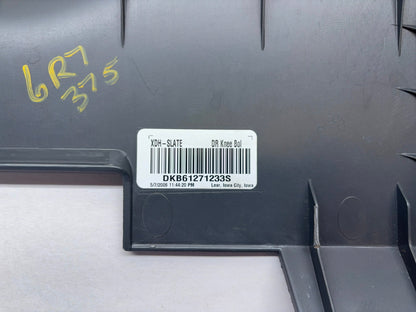 6R7
375
XDH-SLATE DR Knee Bol
DKB61271233S
5/7/2026 11:44:20 PM Lear, Iowa City, Iowa